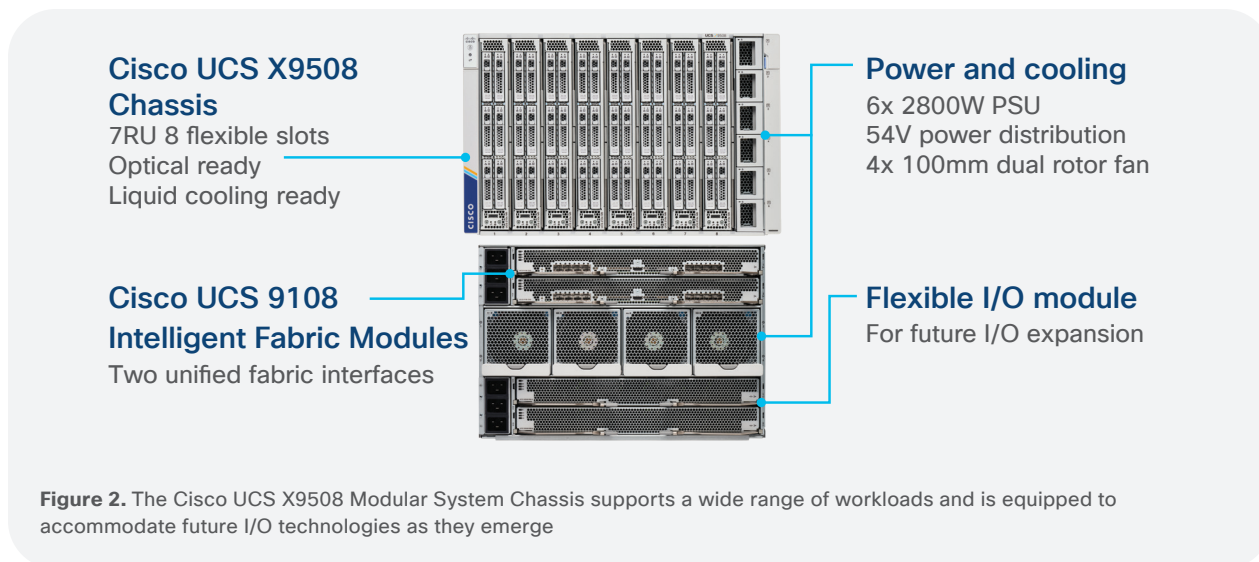 Cisco UCS X9508
Chassis
7RU 8 flexible slots
Optical ready
Liquid cooling ready
Power and cooling
6x 2800W PSU
54V power distribution
4x 100mm dual rotor fan
CISCO
Cisco UCS 9108
Intelligent Fabric Modules
Two unified fabric interfaces
Flexible I/O module
For future I/O expansion
Figure 2. The Cisco UCS X9508 Modular System Chassis supports a wide range of workloads and is equipped to
accommodate future I/O technologies as they emerge